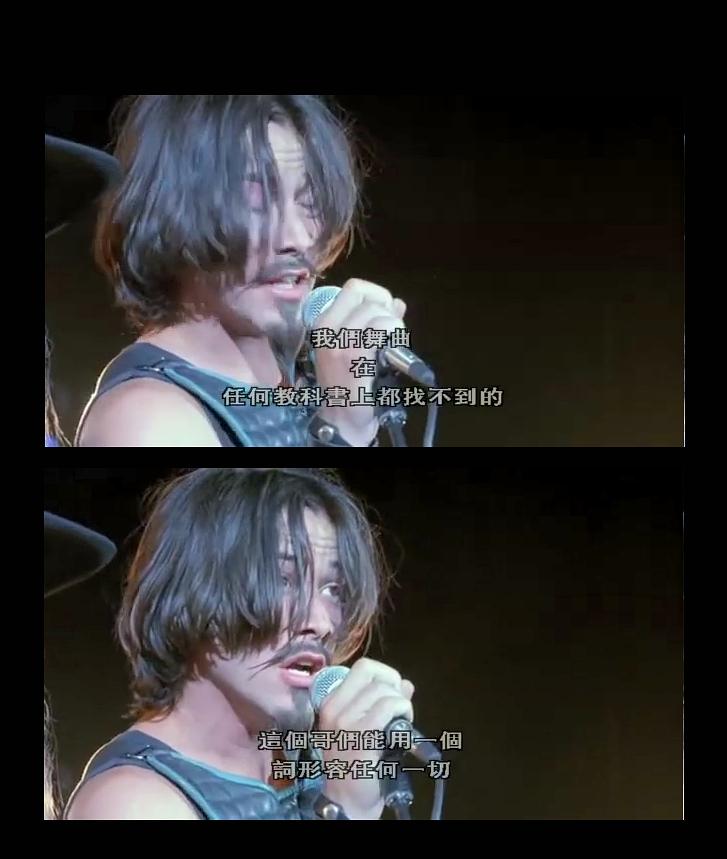 我們舞曲
在
任何教科書上都找不到的
這個哥們能用一個
詞形容任何一切